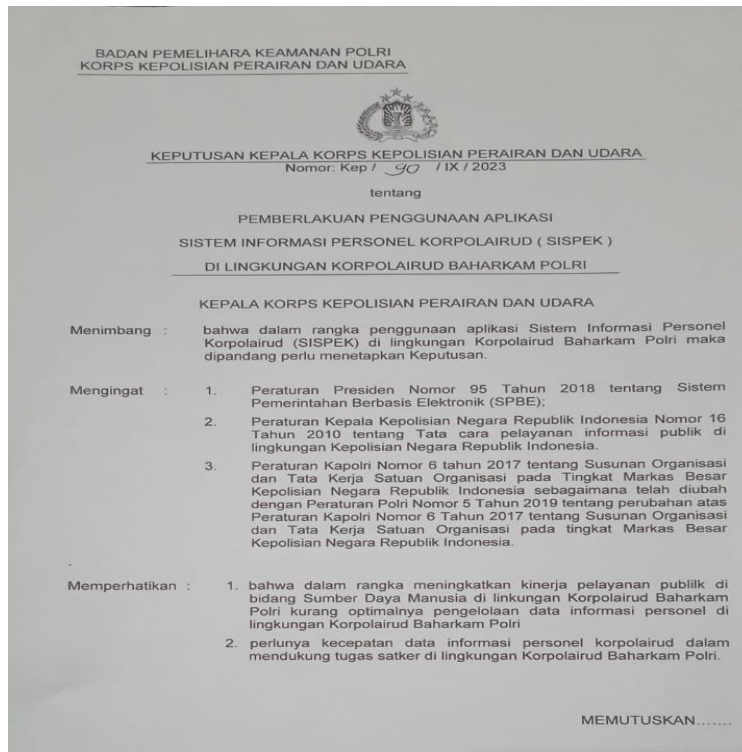 BADAN PEMELIHARA KEAMANAN POLRI
KORPS KEPOLISIAN PERAIRAN DAN UDARA
KEPUTUSAN KEPALA KORPS KEPOLISIAN PERAIRAN DAN UDARA
Nomor: Kep / 90 / IX / 2023
tentang
PEMBERLAKUAN PENGGUNAAN APLIKASI
SISTEM INFORMASI PERSONEL KORPOLAIRUD ( SISPEK )
DI LINGKUNGAN KORPOLAIRUD BAHARKAM POLRI
KEPALA KORPS KEPOLISIAN PERAIRAN DAN UDARA
Menimbang : bahwa dalam rangka penggunaan aplikasi Sistem Informasi Personel
Korpolairud (SISPEK) di lingkungan Korpolairud Baharkam Polri maka
dipandang perlu menetapkan Keputusan.
Mengingat : 1. Peraturan Presiden Nomor 95 Tahun 2018 tentang Sistem
Pemerintahan Berbasis Elektronik (SPBE);
2. Peraturan Kepala Kepolisian Negara Republik Indonesia Nomor 16
Tahun 2010 tentang Tata cara pelayanan informasi publik di
lingkungan Kepolisian Negara Republik Indonesia.
3. Peraturan Kapolri Nomor 6 tahun 2017 tentang Susunan Organisasi
dan Tata Kerja Satuan Organisasi pada Tingkat Markas Besar
Kepolisian Negara Republik Indonesia sebagaimana telah diubah
dengan Peraturan Polri Nomor 5 Tahun 2019 tentang perubahan atas
Peraturan Kapolri Nomor 6 Tahun 2017 tentang Susunan Organisasi
dan Tata Kerja Satuan Organisasi pada tingkat Markas Besar
Kepolisian Negara Republik Indonesia.
Memperhatikan : 1. bahwa dalam rangka meningkatkan kinerja pelayanan publilk di
bidang Sumber Daya Manusia di linkungan Korpolairud Baharkam
Polri kurang optimalnya pengelolaan data informasi personel di
lingkungan Korpolairud Baharkam Polri
2. perlunya kecepatan data informasi personel korpolairud dalam
mendukung tugas satker di lingkungan Korpolairud Baharkam Polri.
MEMUTUSKAN.......